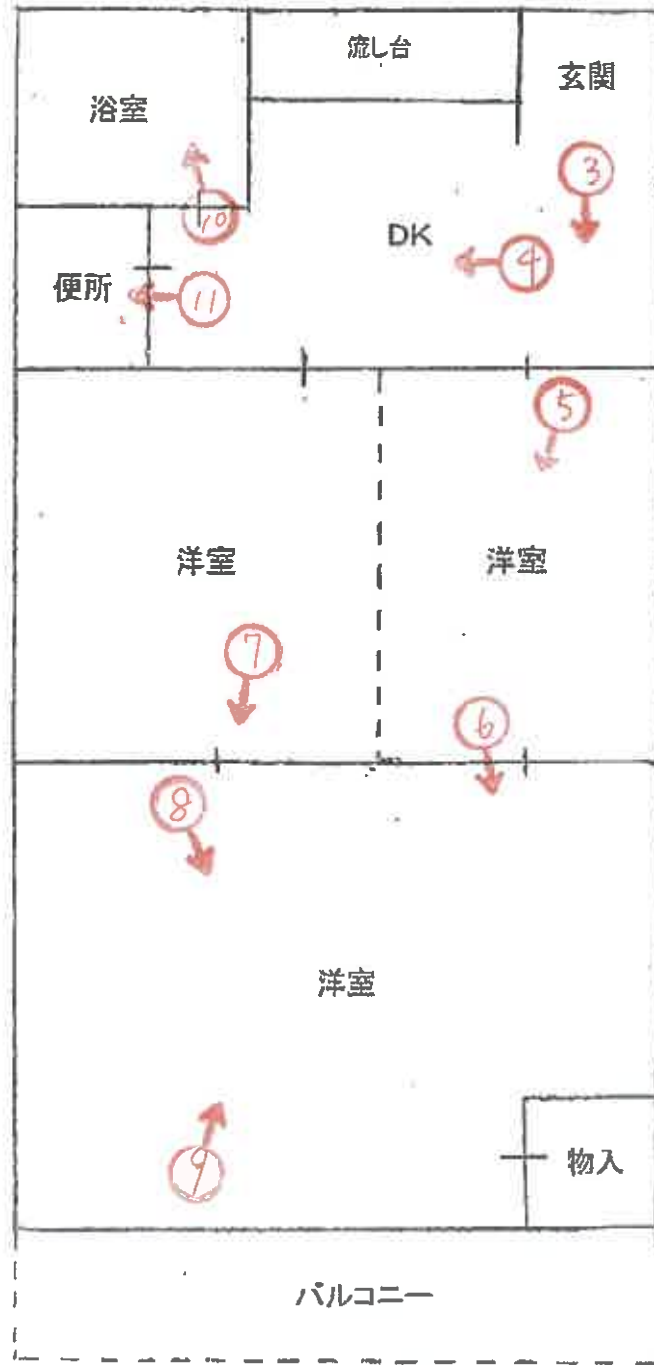 流し台
玄関
浴室
③
DK
⑩
④
便所
⑪
⑤
洋室
洋室
⑦
⑥
⑧
洋室
⑨
物入
バルコニー